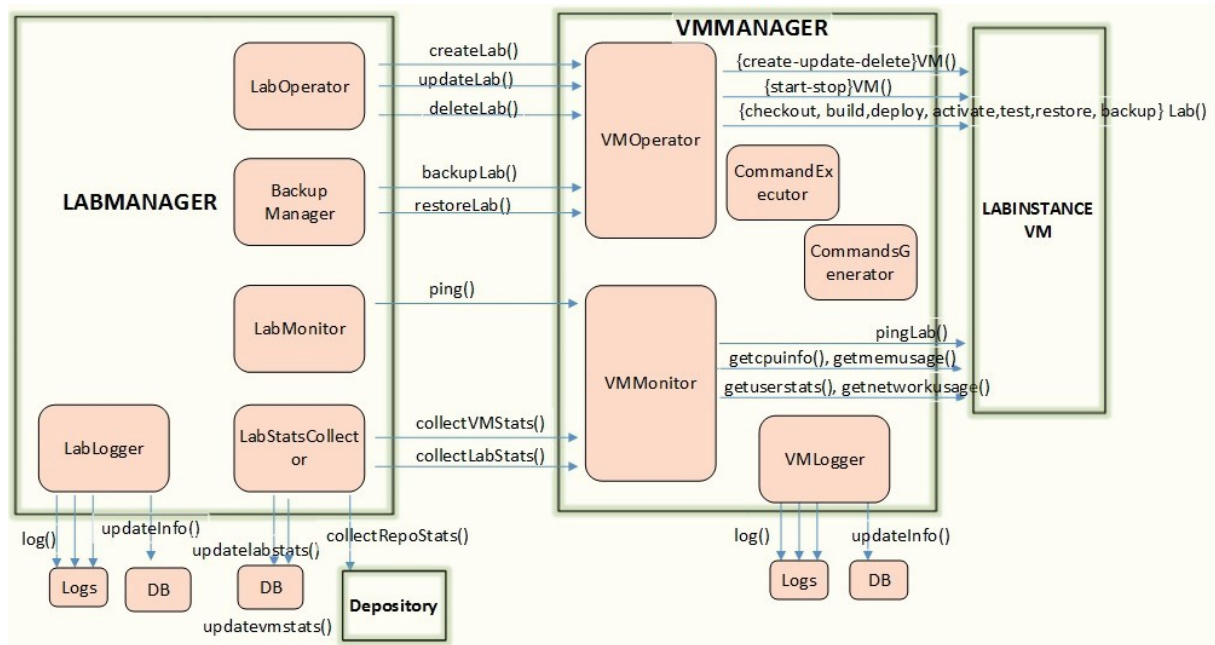 VMMANAGER
LABMANAGER
LabOperator
createLab()
updateLab()
deleteLab()
Backup
Manager
backupLab()
restoreLab()
LabMonitor
ping()
LabLogger
LabStatsCollect
or
collectVMStats()
collectLabStats()
log()
updateInfo()
updatelabstats()
collectRepoStats()
Logs
DB
DB
updatevmstats()
Depository
VMOperator
{create-update-delete}VM()
{start-stop}VM()
{checkout, build,deploy, activate,test,restore, backup} Lab()
CommandEx
ecutor
CommandsG
enerator
VMMonitor
pingLab()
getcpuinfo(), getmemusage()
getuserstats(), getnetworkusage()
VMLogger
log()
updateInfo()
Logs
DB
LABINSTANCE
VM